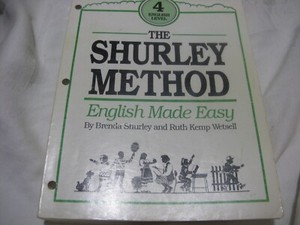 4
ENGLISH
LEVEL
THE
SHURLEY
METHOD
English Made Easy
By Brenda Shurley and Ruth Kemp Wetsell